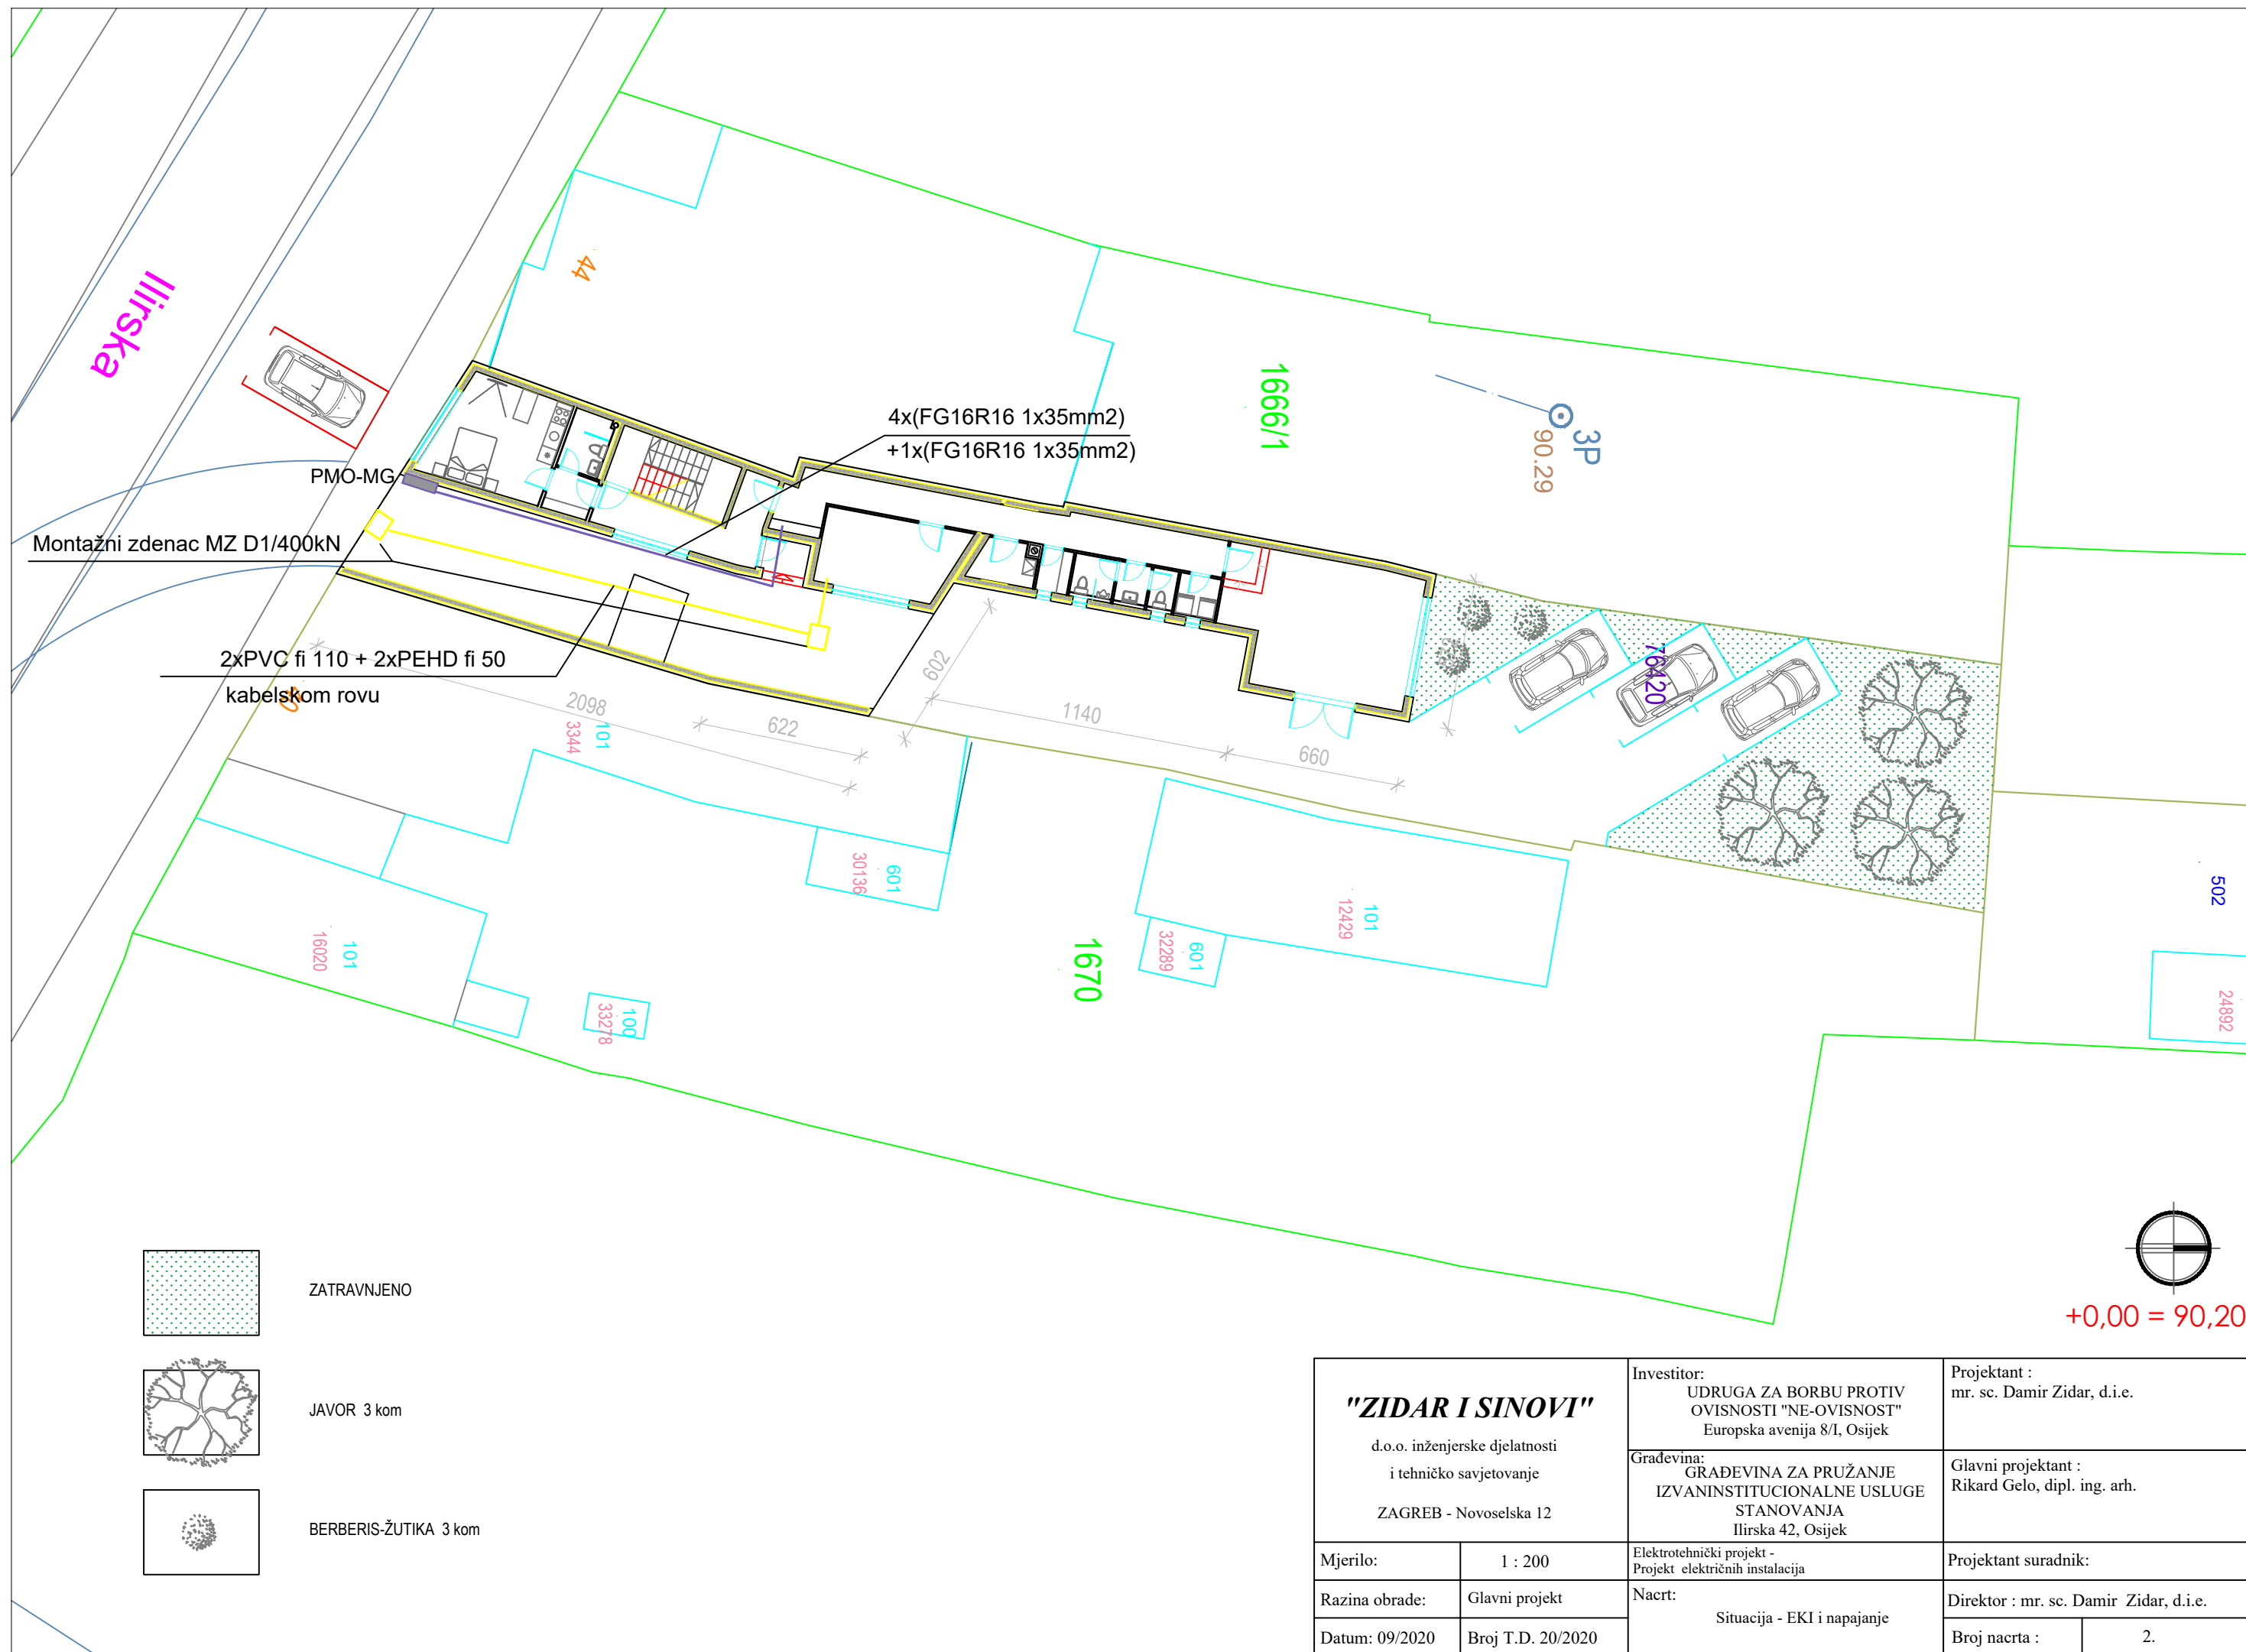 Ilirska
44
4x(FG16R16 1x35mm2)
+1x(FG16R16 1x35mm2)
PMO-MG
Montažni zdenac MZ D1/400kN
2xPVC fi 110 + 2xPEHD fi 50
kabelskom rovu
1666/1
3P
90.29
76420
2098
622
602
1140
660
101
3344
601
30136
101
12429
601
32289
1670
101
16020
100
33278
502
24892
ZATRAVNJENO
JAVOR 3 kom
BERBERIS-ŽUTIKA 3 kom
+0,00 = 90,20
"ZIDAR I SINOVI"
d.o.o. inženjerske djelatnosti
i tehničko savjetovanje
ZAGREB - Novoselska 12
Investitor:
UDRUGA ZA BORBU PROTIV
OVISNOSTI "NE-OVISNOST"
Europska avenija 8/I, Osijek
Projektant :
mr. sc. Damir Zidar, d.i.e.
Građevina:
GRAĐEVINA ZA PRUŽANJE
IZVANINSTITUCIONALNE USLUGE
STANOVANJA
Ilirska 42, Osijek
Glavni projektant :
Rikard Gelo, dipl. ing. arh.
Mjerilo:
1 : 200
Elektrotehnički projekt -
Projekt električnih instalacija
Projektant suradnik:
Razina obrade:
Glavni projekt
Nacrt:
Situacija - EKI i napajanje
Direktor : mr. sc. Damir Zidar, d.i.e.
Datum: 09/2020
Broj T.D. 20/2020
Broj nacrta :
2.